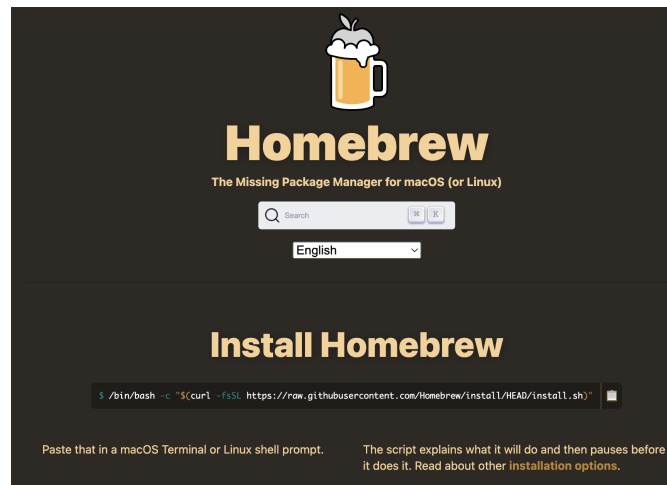 Homebrew
The Missing Package Manager for macOS (or Linux)
Search ⌘ K
English
Install Homebrew
$ /bin/bash -c "$(curl -fsSL https://raw.githubusercontent.com/Homebrew/install/HEAD/install.sh)"
Paste that in a macOS Terminal or Linux shell prompt.
The script explains what it will do and then pauses before
it does it. Read about other installation options.